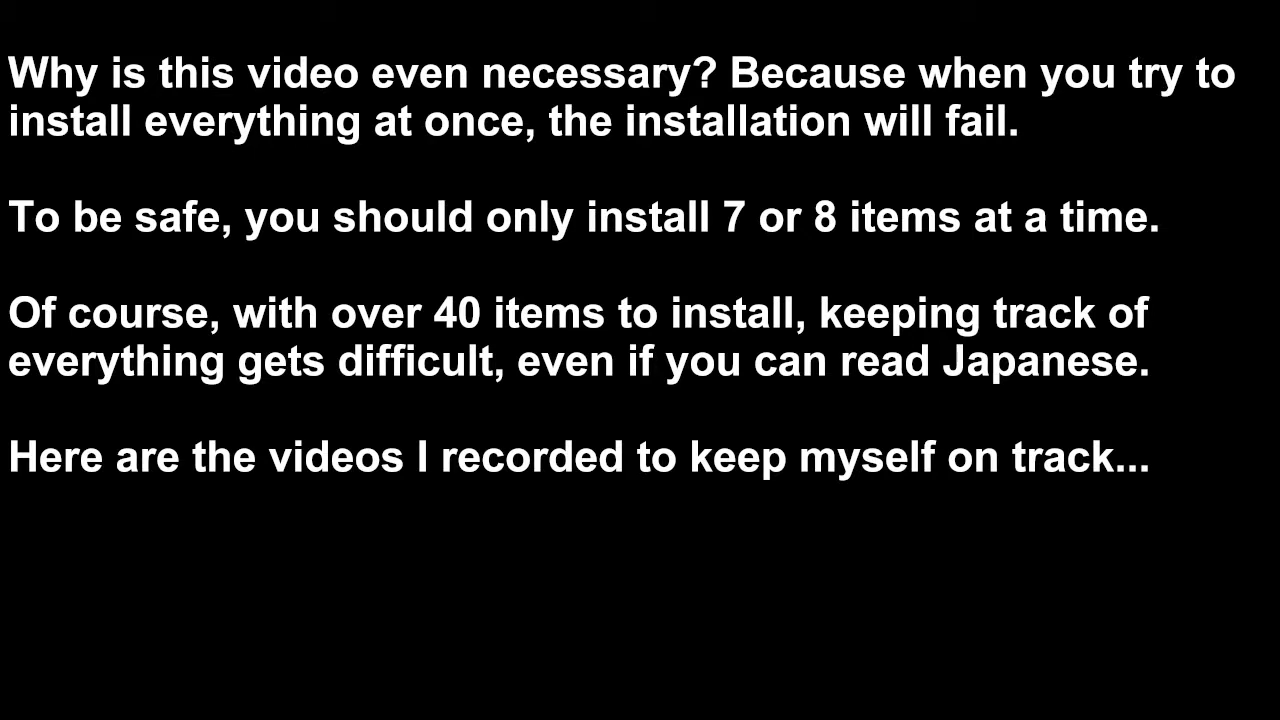 Why is this video even necessary? Because when you try to
install everything at once, the installation will fail.
To be safe, you should only install 7 or 8 items at a time.
Of course, with over 40 items to install, keeping track of
everything gets difficult, even if you can read Japanese.
Here are the videos I recorded to keep myself on track...